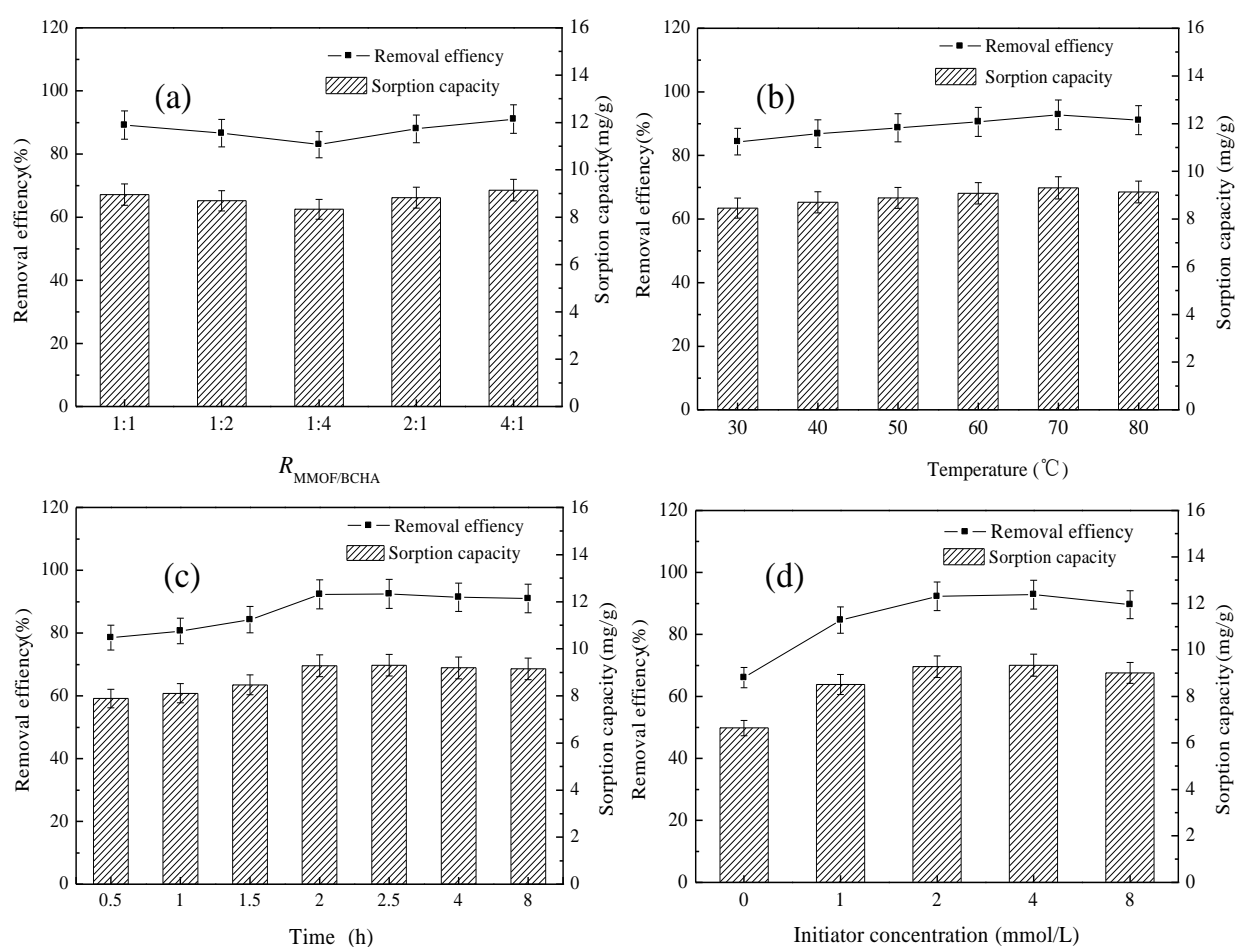 120
100
80
60
40
20
0
Removal effiency(%)
(a)
Removal effiency
Sorption capacity
16
14
12
10
8
6
4
2
0
Sorption capacity(mg/g)
1:1 1:2 1:4 2:1 4:1
R MMOF/BCHA
120
100
80
60
40
20
0
Removal effiency(%)
(b)
Removal effiency
Sorption capacity
16
14
12
10
8
6
4
2
0
Sorption capacity (mg/g)
30 40 50 60 70 80
Temperature (℃)
120
100
80
60
40
20
0
Removal effiency(%)
(c)
Removal effiency
Sorption capacity
16
14
12
10
8
6
4
2
0
Sorption capacity (mg/g)
0.5 1 1.5 2 2.5 4 8
Time (h)
120
100
80
60
40
20
0
Removal effiency(%)
(d)
Removal effiency
Sorption capacity
16
14
12
10
8
6
4
2
0
Sorption capacity (mg/g)
0 1 2 4 8
Initiator concentration (mmol/L)